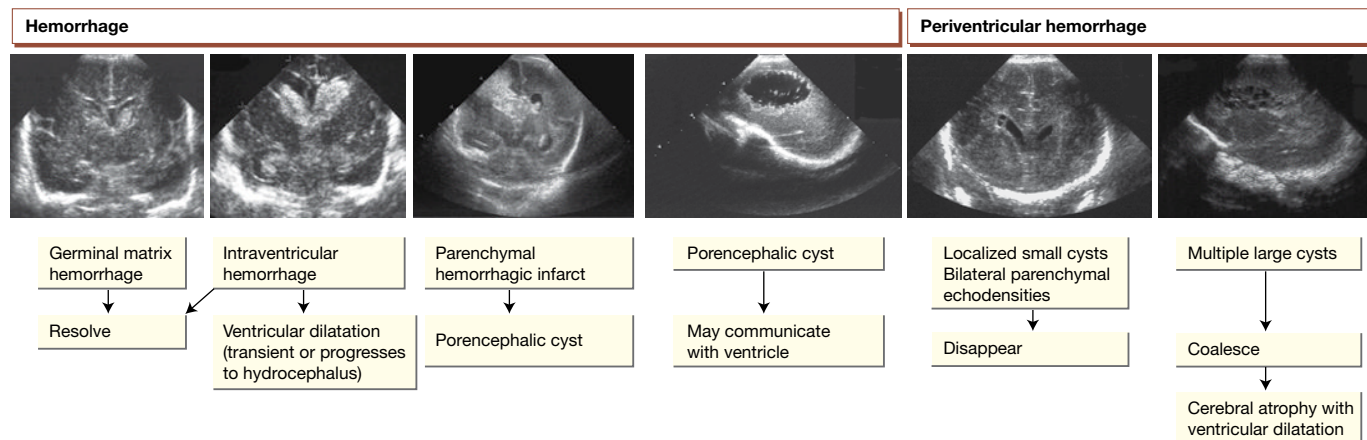 Hemorrhage
Periventricular hemorrhage
Germinal matrix
hemorrhage
Resolve
Intraventricular
hemorrhage
Ventricular dilatation
(transient or progresses
to hydrocephalus)
Parenchymal
hemorrhagic infarct
Porencephalic cyst
Porencephalic cyst
May communicate
with ventricle
Localized small cysts
Bilateral parenchymal
echodensities
Disappear
Multiple large cysts
Coalesce
Cerebral atrophy with
ventricular dilatation